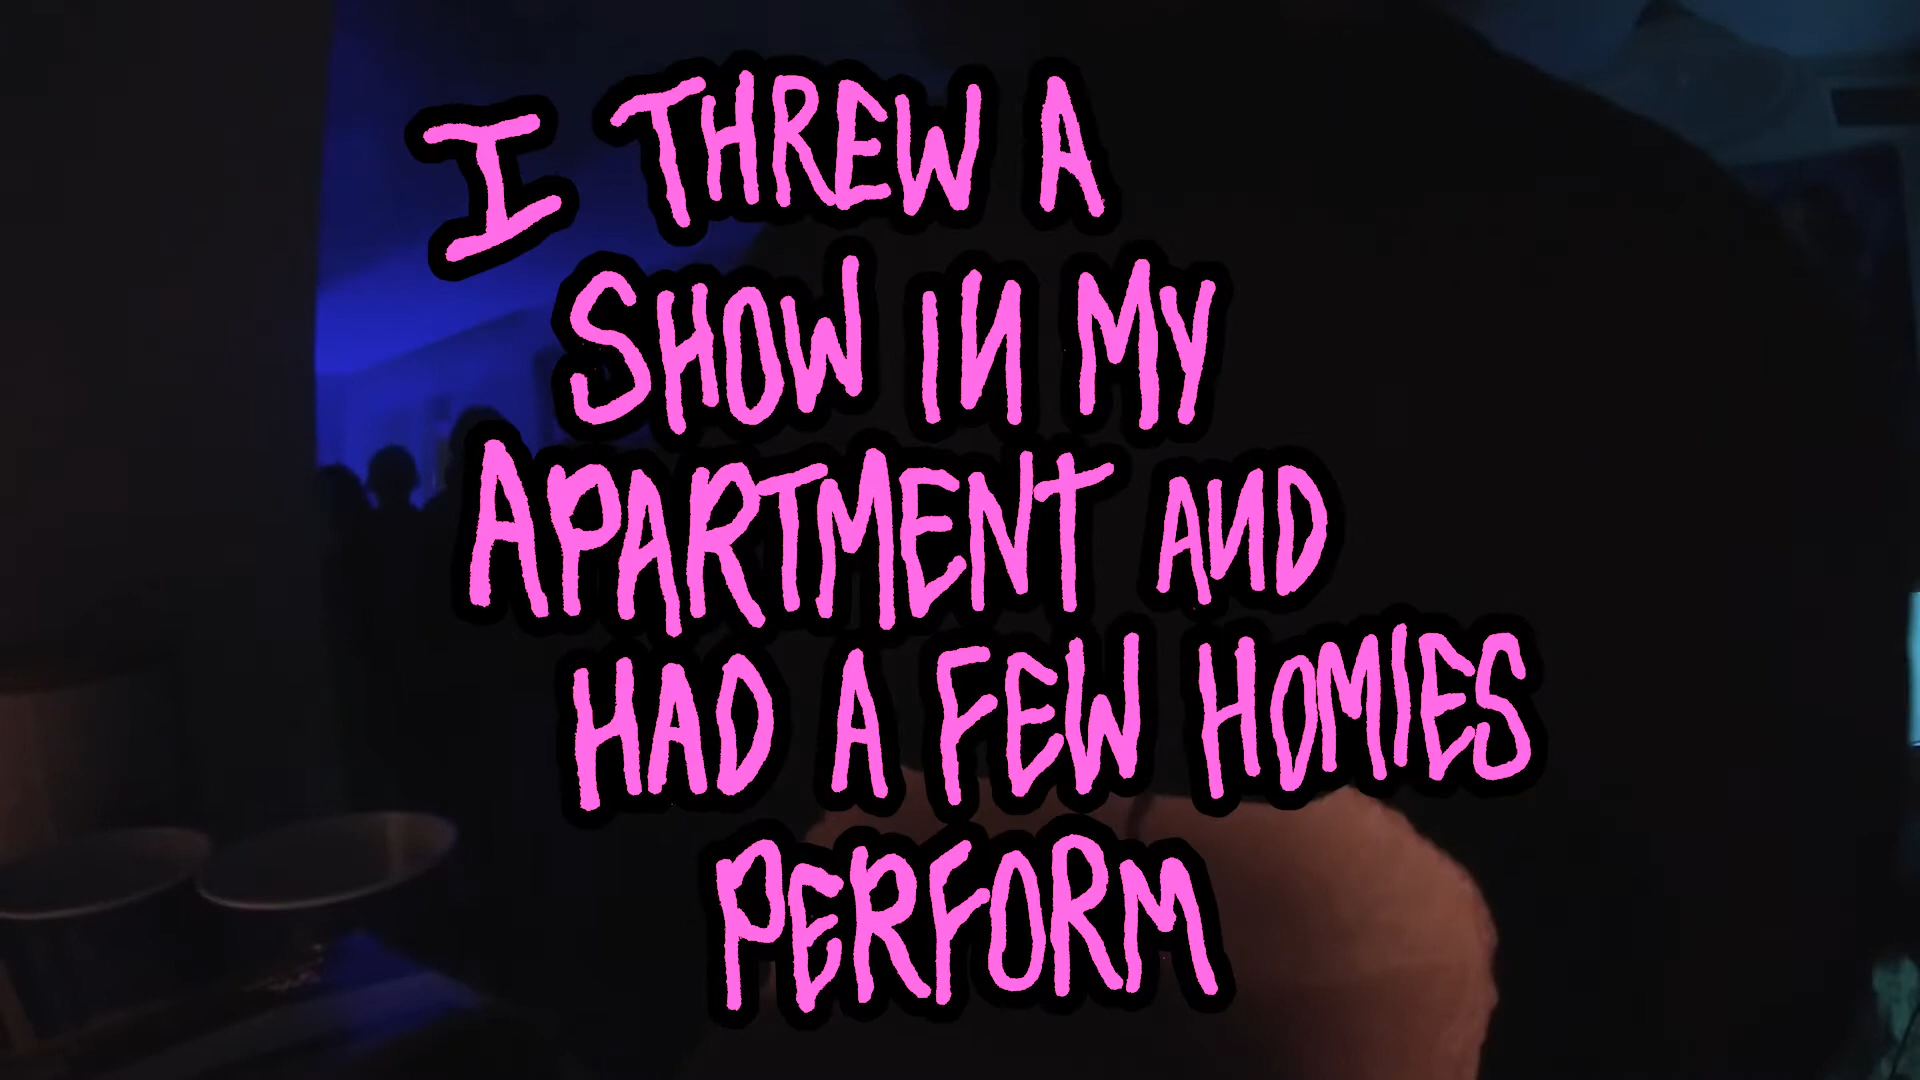 I THREW A
SHOW IN MY
APARTMENT AND
HAD A FEW HOMIES
PERFORM